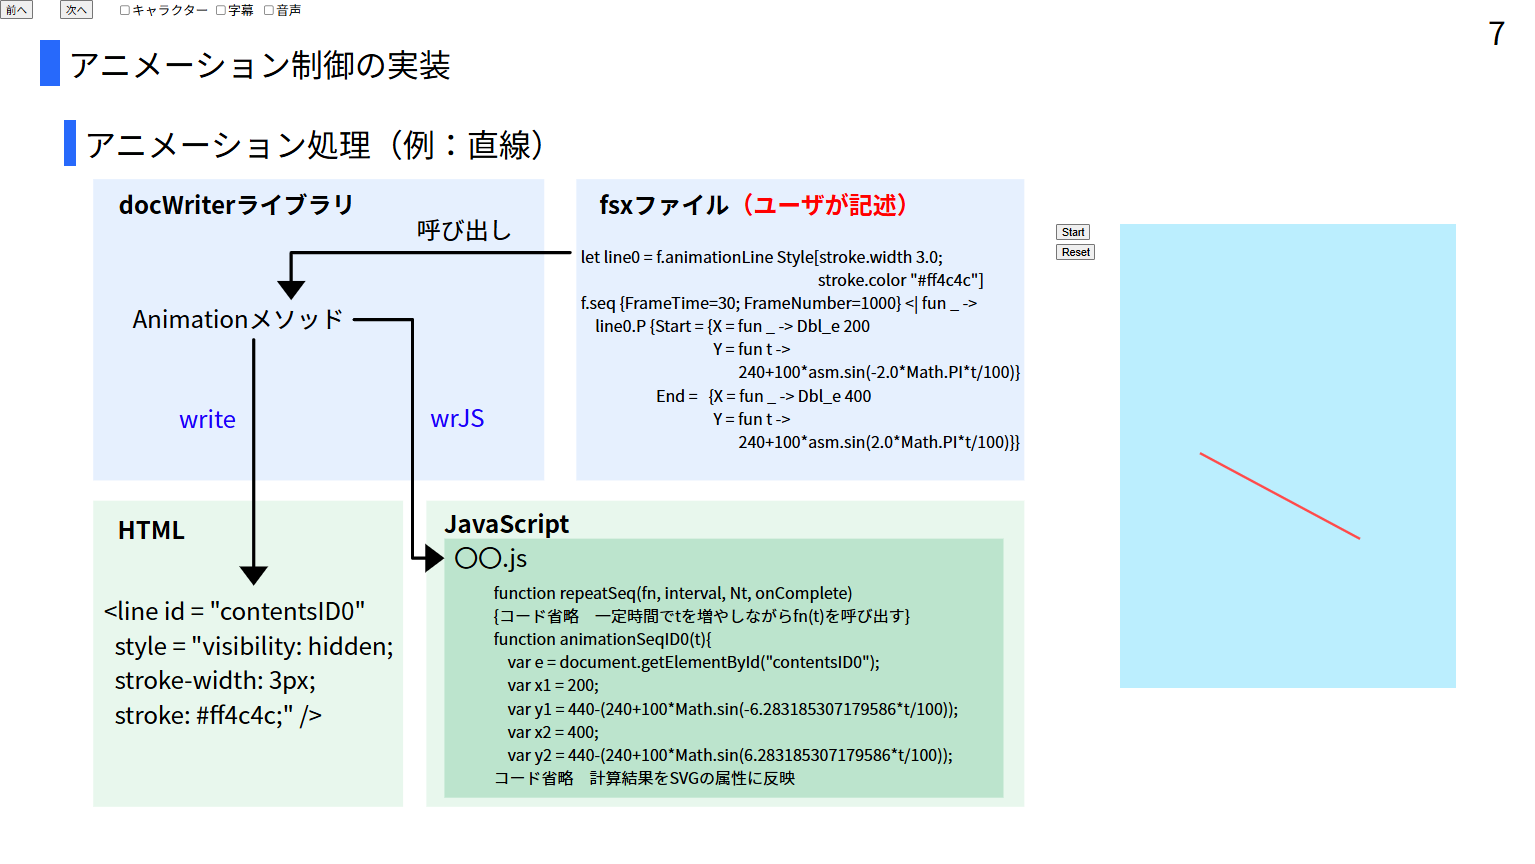 前へ 次へ キャラクター 字幕 音声
7
アニメーション制御の実装
アニメーション処理（例：直線）
docWriterライブラリ
呼び出し
Animationメソッド
write
wrJS
fsxファイル（ユーザが記述）
let line0 = f.animationLine Style[stroke.width 3.0;
stroke.color "#ff4c4c"]
f.seq {FrameTime=30; FrameNumber=1000} <| fun _ ->
line0.P {Start = {X = fun _ -> Dbl_e 200
Y = fun t ->
240+100*asm.sin(-2.0*Math.PI*t/100)}
End = {X = fun _ -> Dbl_e 400
Y = fun t ->
240+100*asm.sin(2.0*Math.PI*t/100)}}
Start
Reset
HTML
<line id = "contentsID0"
style = "visibility: hidden;
stroke-width: 3px;
stroke: #ff4c4c;" />
JavaScript
〇〇.js
function repeatSeq(fn, interval, Nt, onComplete)
{コード省略　一定時間でtを増やしながらfn(t)を呼び出す}
function animationSeqID0(t){
var e = document.getElementById("contentsID0");
var x1 = 200;
var y1 = 440-(240+100*Math.sin(-6.283185307179586*t/100));
var x2 = 400;
var y2 = 440-(240+100*Math.sin(6.283185307179586*t/100));
コード省略　計算結果をSVGの属性に反映